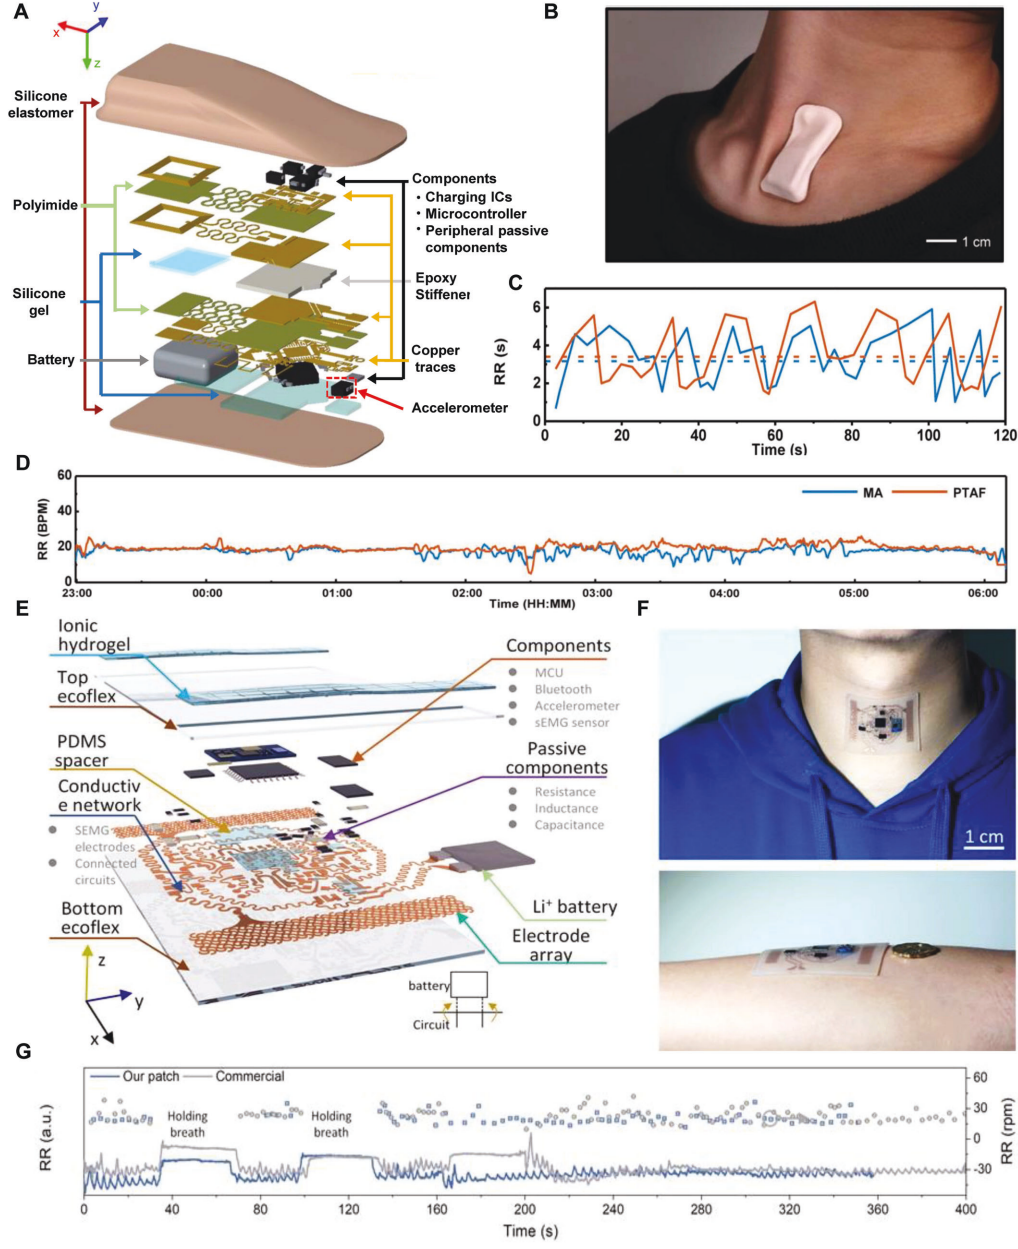 A
y
x
z
Silicone
elastomer
Polyimide
Silicone
gel
Battery
Components
• Charging ICs
• Microcontroller
• Peripheral passive
components
Epoxy
Stiffener
Copper
traces
Accelerometer
B
1 cm
C
RR (s)
6
4
2
0
0 20 40 60 80 100 120
Time (s)
D
RR (BPM)
60
40
20
0
MA PTAF
23:00 00:00 01:00 02:00 03:00 04:00 05:00 06:00
Time (HH:MM)
E
Ionic
hydrogel
Top
ecoflex
PDMS
spacer
Conductiv
e network
SEMG
electrodes
Connected
circuits
Bottom
ecoflex
z
y
x
Components
MCU
Bluetooth
Accelerometer
sEMG sensor
Passive
components
Resistance
Inductance
Capacitance
Li⁺ battery
Electrode
array
battery
Circuit
F
1 cm
G
Our patch Commercial
Holding
breath
Holding
breath
RR (a.u.)
60
30
0
-30
RR (rpm)
0 40 80 120 160 200 240 280 320 360 400
Time (s)